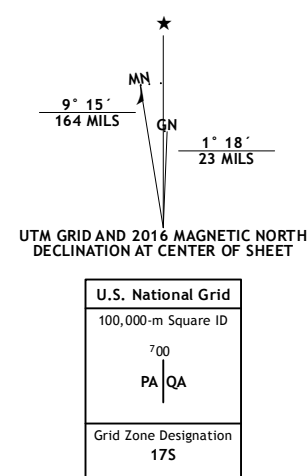 ★
MN
9° 15´
164 MILS
GN
1° 18´
23 MILS
UTM GRID AND 2016 MAGNETIC NORTH
DECLINATION AT CENTER OF SHEET
U.S. National Grid
100,000-m Square ID
⁷00
PA QA
Grid Zone Designation
17S